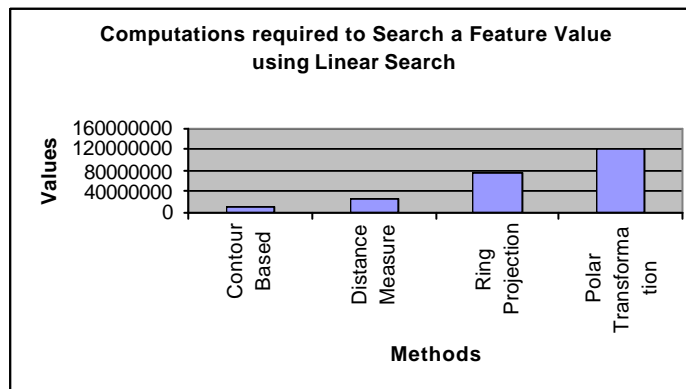 Computations required to Search a Feature Value
using Linear Search
160000000
120000000
80000000
40000000
0
Values
Contour
Based
Distance
Measure
Ring
Projection
Polar
Transforma
tion
Methods